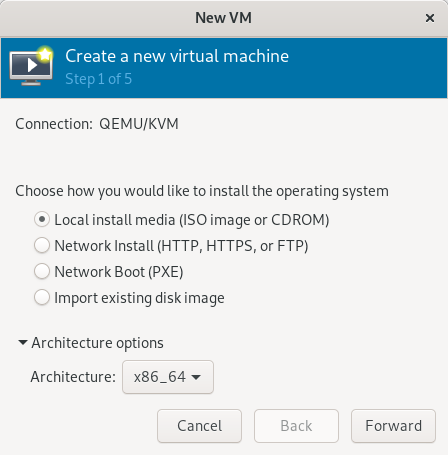 New VM
Create a new virtual machine
Step 1 of 5
Connection: QEMU/KVM
Choose how you would like to install the operating system
Local install media (ISO image or CDROM)
Network Install (HTTP, HTTPS, or FTP)
Network Boot (PXE)
Import existing disk image
Architecture options
Architecture: x86_64
Cancel Back Forward